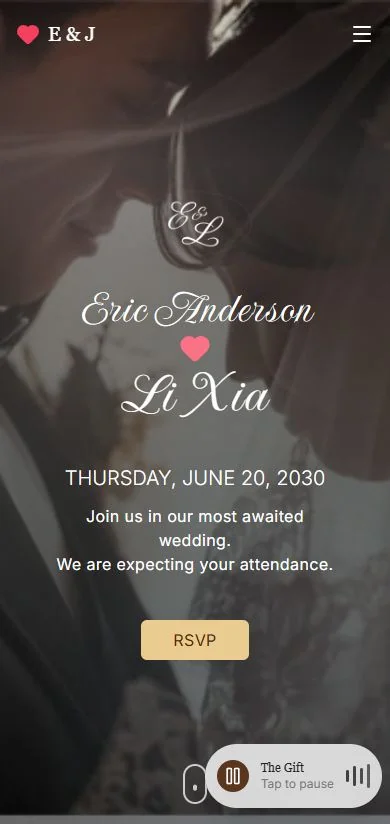 E & J
E&L
Eric Anderson
Li Xia
THURSDAY, JUNE 20, 2030
Join us in our most awaited
wedding.
We are expecting your attendance.
RSVP
The Gift
Tap to pause